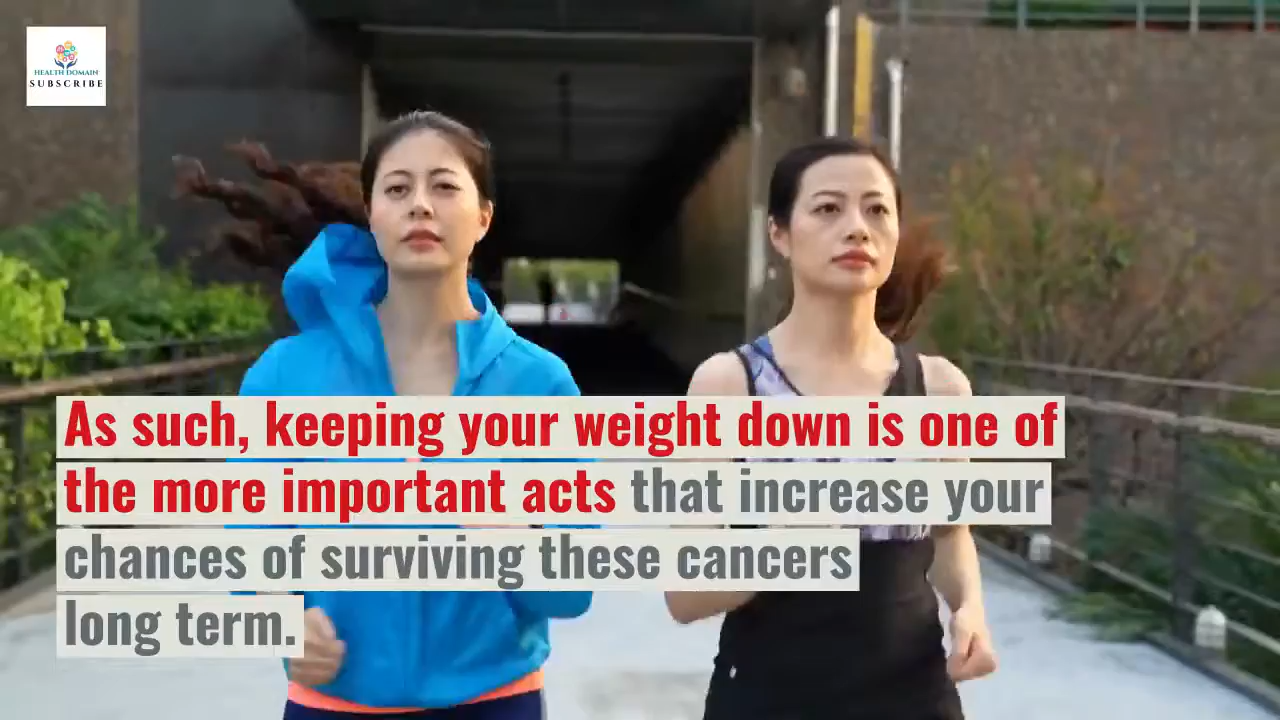 HEALTH DOMAIN
SUBSCRIBE
As such, keeping your weight down is one of
the more important acts that increase your
chances of surviving these cancers
long term.